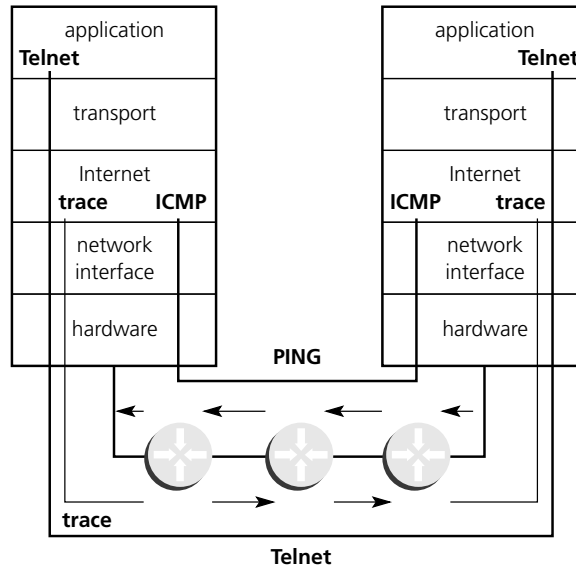 application
Telnet
transport
Internet
trace ICMP
network
interface
hardware
application
Telnet
transport
Internet
ICMP trace
network
interface
hardware
PING
trace
Telnet